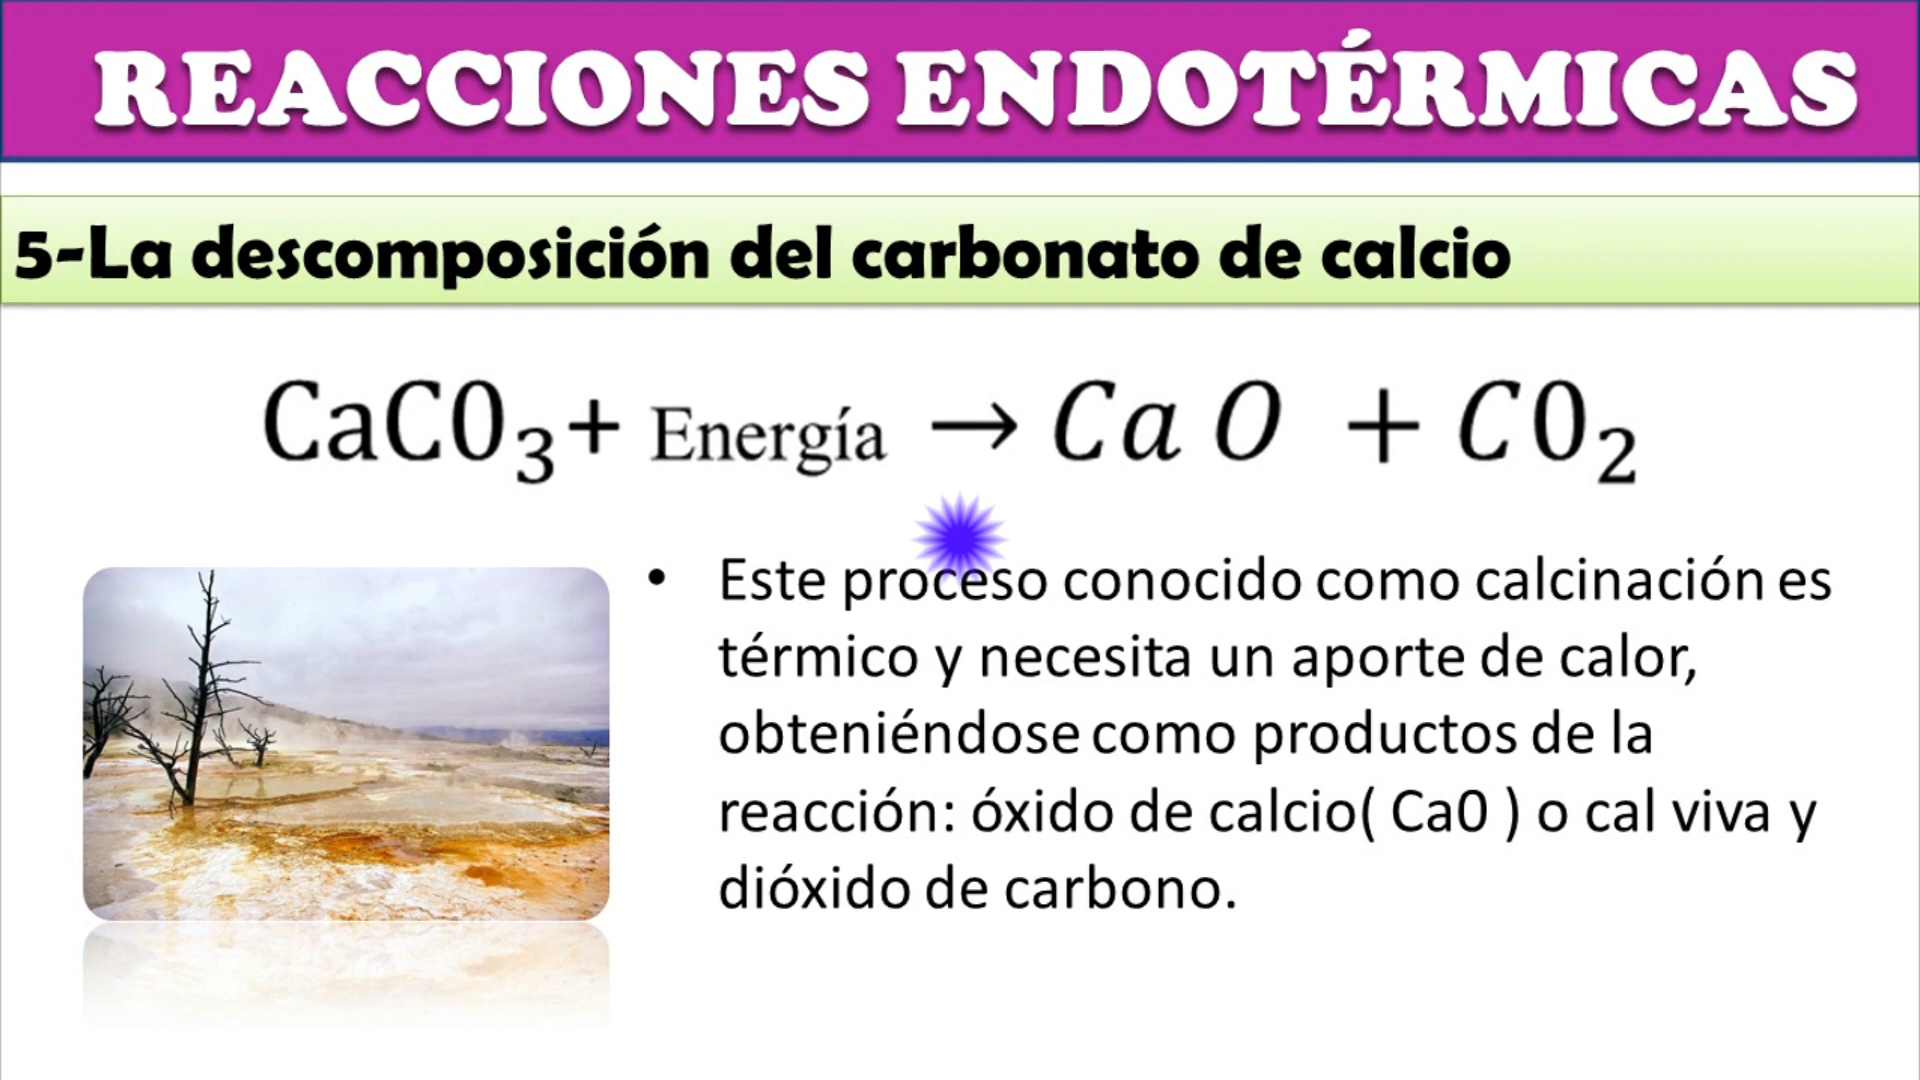 REACCIONES ENDOTÉRMICAS
5-La descomposición del carbonato de calcio
CaC0₃+ Energía → Ca O + C0₂
• Este proceso conocido como calcinación es
térmico y necesita un aporte de calor,
obteniéndose como productos de la
reacción: óxido de calcio( Ca0 ) o cal viva y
dióxido de carbono.